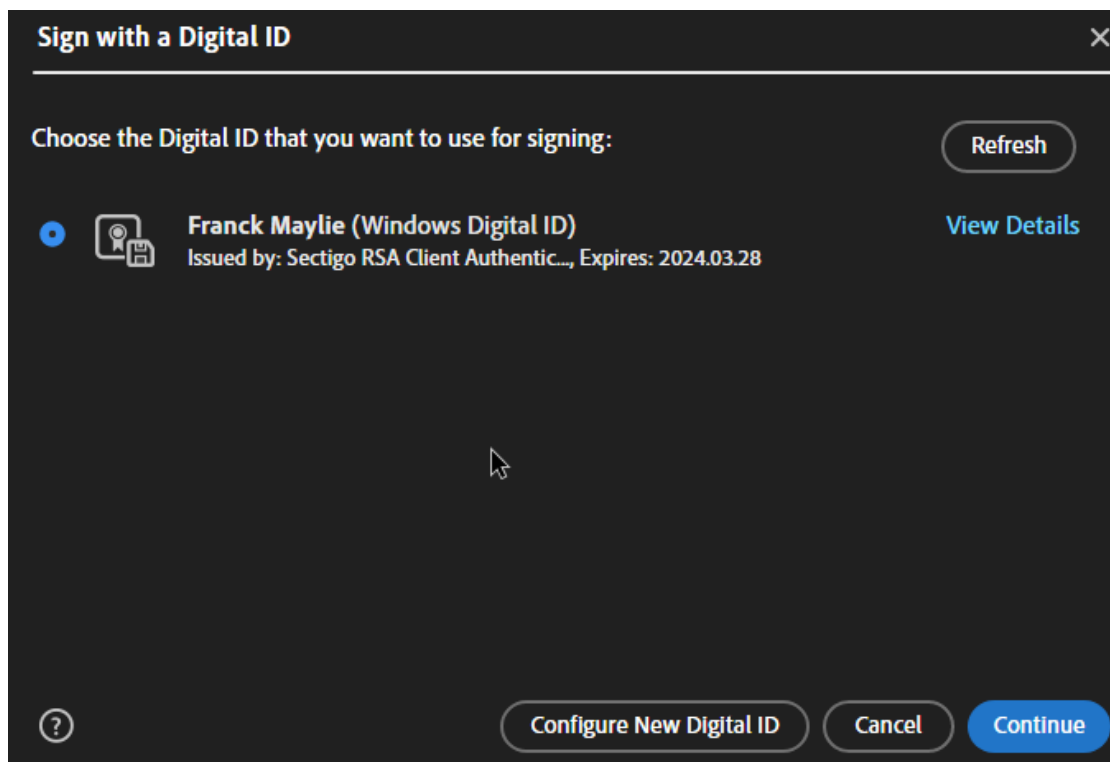 Sign with a Digital ID
Choose the Digital ID that you want to use for signing:
Refresh
Franck Maylie (Windows Digital ID)
View Details
Issued by: Sectigo RSA Client Authentic..., Expires: 2024.03.28
?
Configure New Digital ID
Cancel
Continue